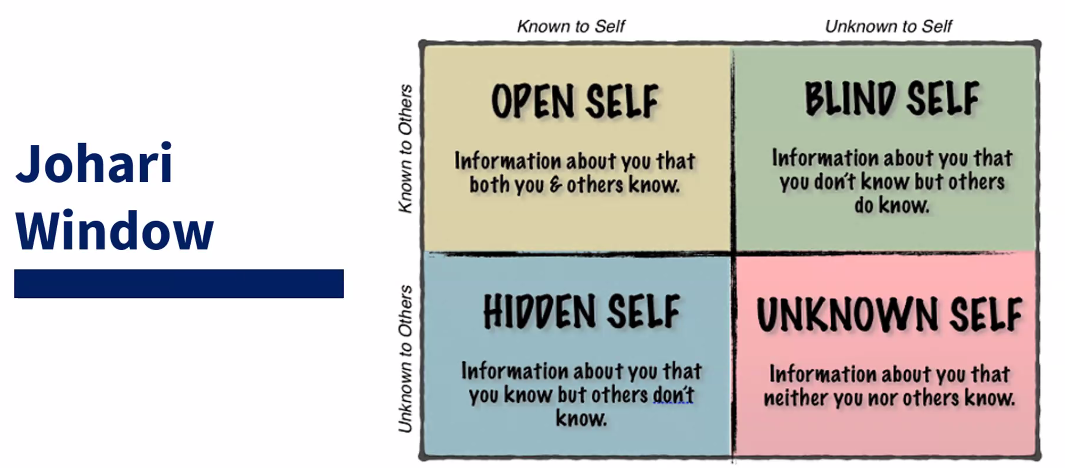 Johari
Window
Known to Self
Unknown to Self
Known to Others
OPEN SELF
Information about you that
both you & others know.
BLIND SELF
Information about you that
you don't know but others
do know.
Unknown to Others
HIDDEN SELF
Information about you that
you know but others don't
know.
UNKNOWN SELF
Information about you that
neither you nor others know.